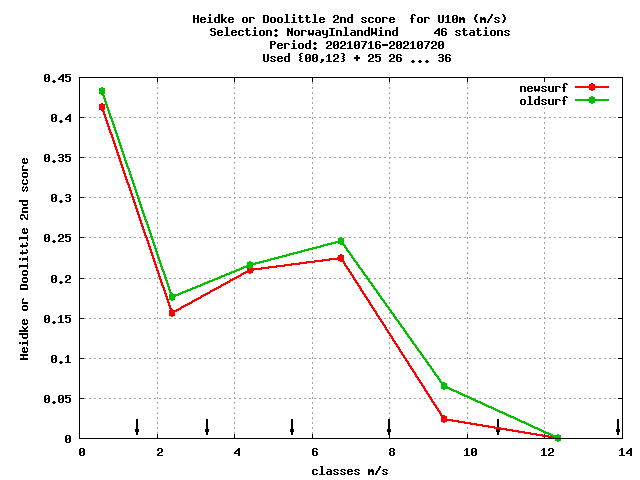 Heidke or Doolittle 2nd score  for U10m (m/s)
Selection: NorwayInlandWind     46 stations
Period: 20210716-20210720
Used {00,12} + 25 26 ... 36
newsurf
oldsurf
0.45
0.4
0.35
0.3
0.25
0.2
0.15
0.1
0.05
0
Heidke or Doolittle 2nd score
0 2 4 6 8 10 12 14
classes m/s